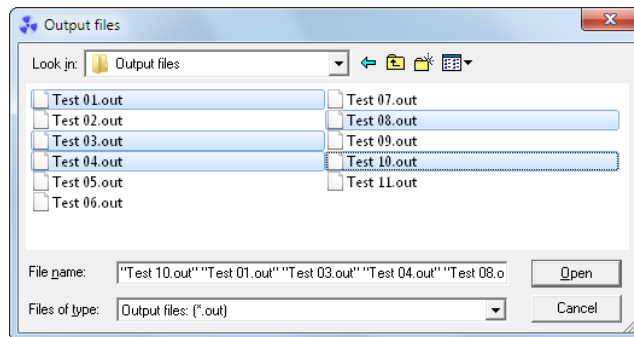 Output files
Look in: Output files
Test 01.out
Test 02.out
Test 03.out
Test 04.out
Test 05.out
Test 06.out
Test 07.out
Test 08.out
Test 09.out
Test 10.out
Test 11.out
File name: "Test 10.out" "Test 01.out" "Test 03.out" "Test 04.out" "Test 08.o
Open
Files of type: Output files: (*.out)
Cancel